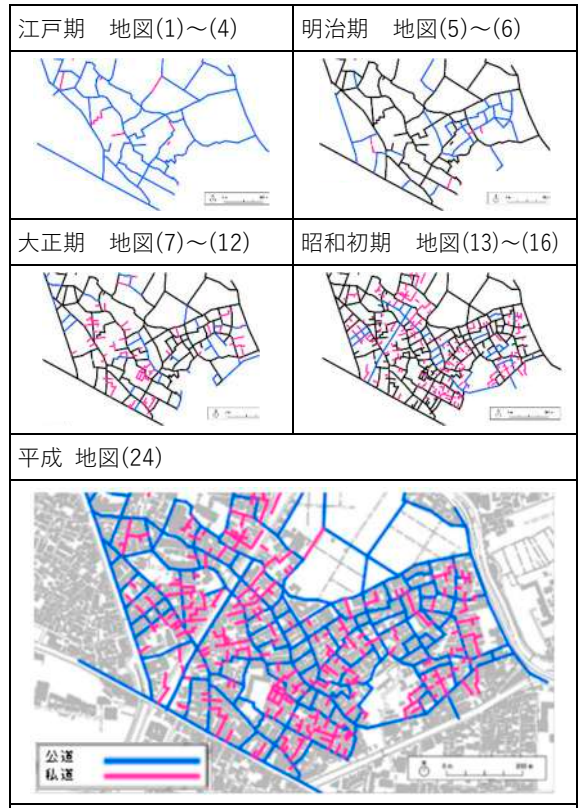 江戸期　地図(1)～(4)
明治期　地図(5)～(6)
大正期　地図(7)～(12)
昭和初期　地図(13)～(16)
平成 地図(24)
公道
私道